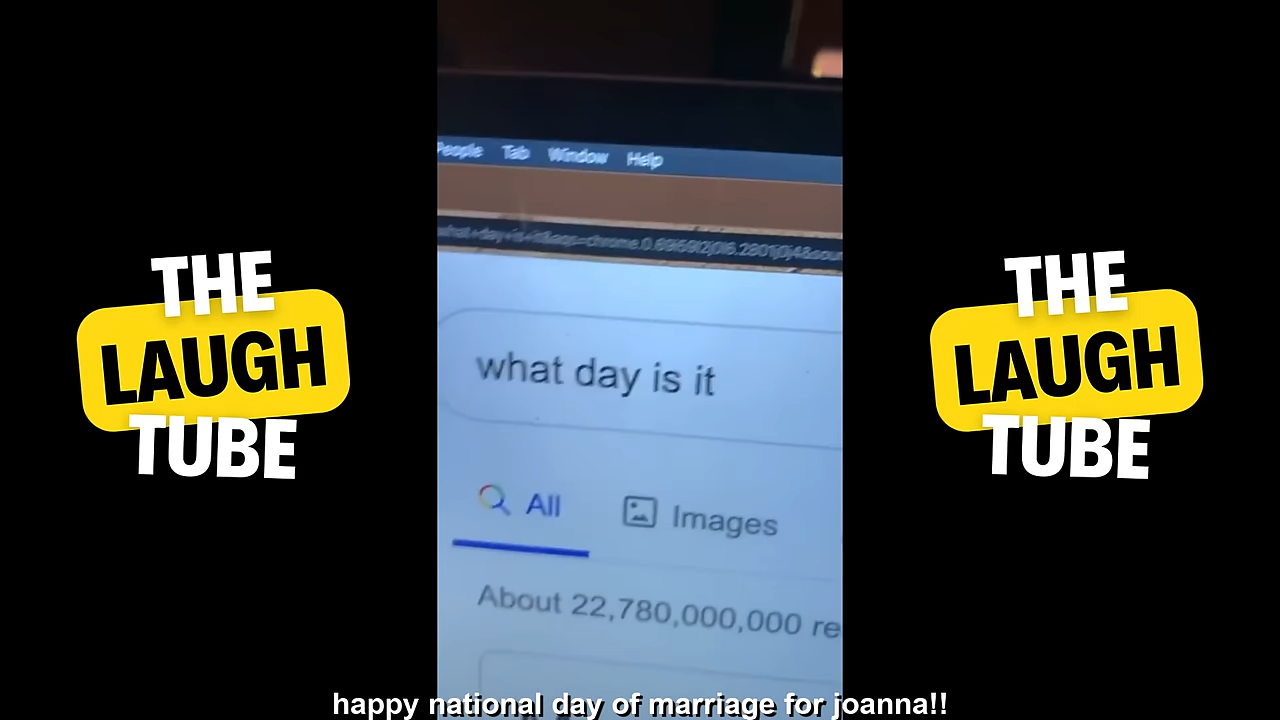 THE
LAUGH
TUBE
People Tab Window Help
what day is it
All Images
About 22,780,000,000 re
THE
LAUGH
TUBE
happy national day of marriage for joanna!!